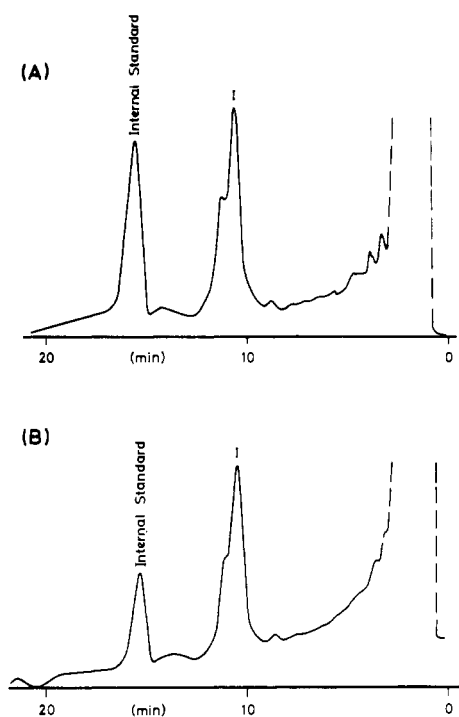 (A)
Internal Standard
I
20 (min) 10 0
(B)
Internal Standard
I
20 (min) 10 0